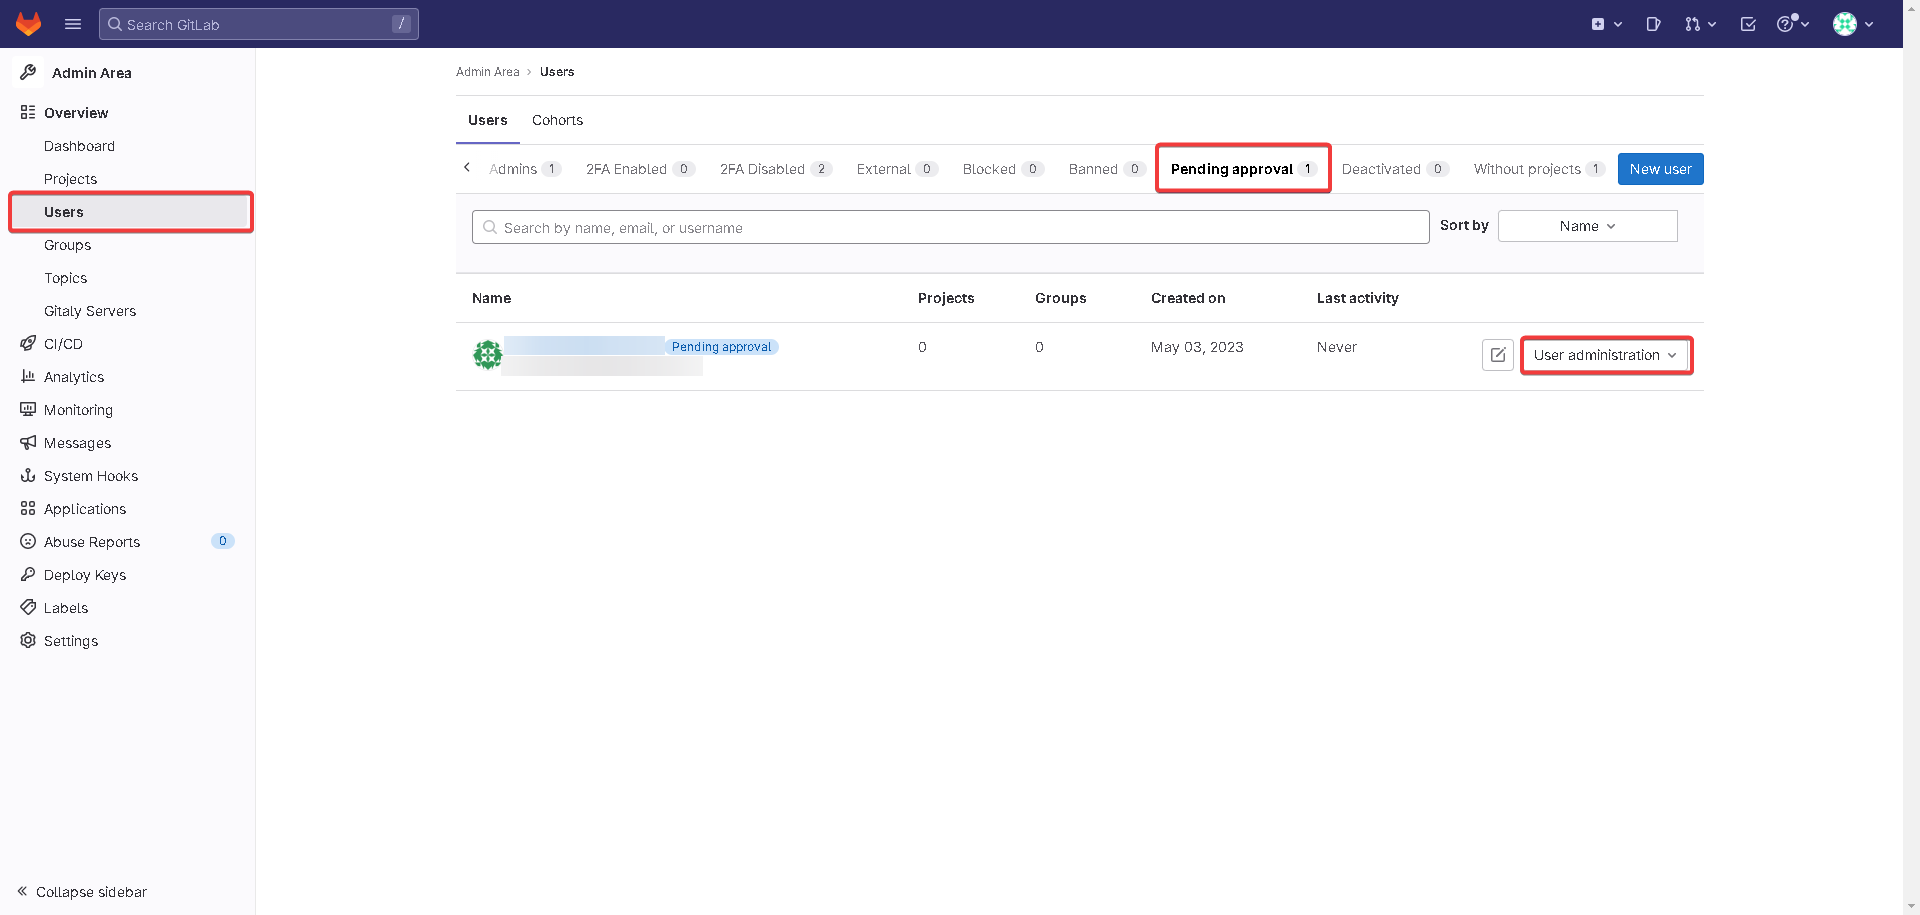 Search GitLab /
Admin Area
Overview
Dashboard
Projects
Users
Groups
Topics
Gitaly Servers
CI/CD
Analytics
Monitoring
Messages
System Hooks
Applications
Abuse Reports 0
Deploy Keys
Labels
Settings
Collapse sidebar
Admin Area › Users
Users Cohorts
Admins 1 2FA Enabled 0 2FA Disabled 2 External 0 Blocked 0 Banned 0 Pending approval 1 Deactivated 0 Without projects 1 New user
Search by name, email, or username Sort by Name
Name Projects Groups Created on Last activity
Pending approval 0 0 May 03, 2023 Never User administration